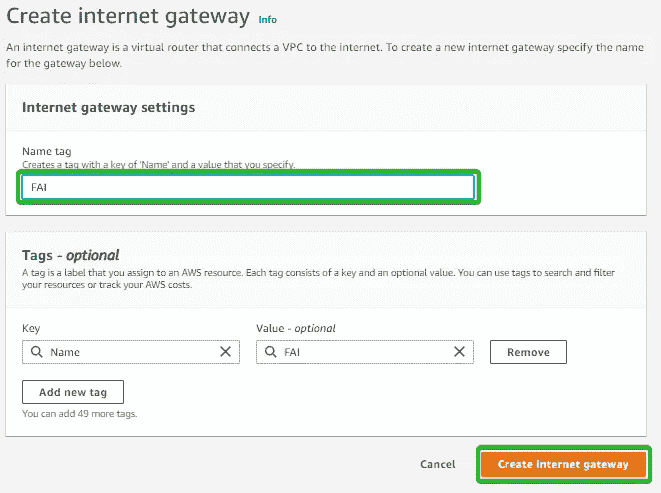 Create internet gateway Info
An internet gateway is a virtual router that connects a VPC to the internet. To create a new internet gateway specify the name
for the gateway below.
Internet gateway settings
Name tag
Creates a tag with a key of 'Name' and a value that you specify.
FAI
Tags - optional
A tag is a label that you assign to an AWS resource. Each tag consists of a key and an optional value. You can use tags to search and filter
your resources or track your AWS costs.
Key Value - optional
Name FAI Remove
Add new tag
You can add 49 more tags.
Cancel Create internet gateway